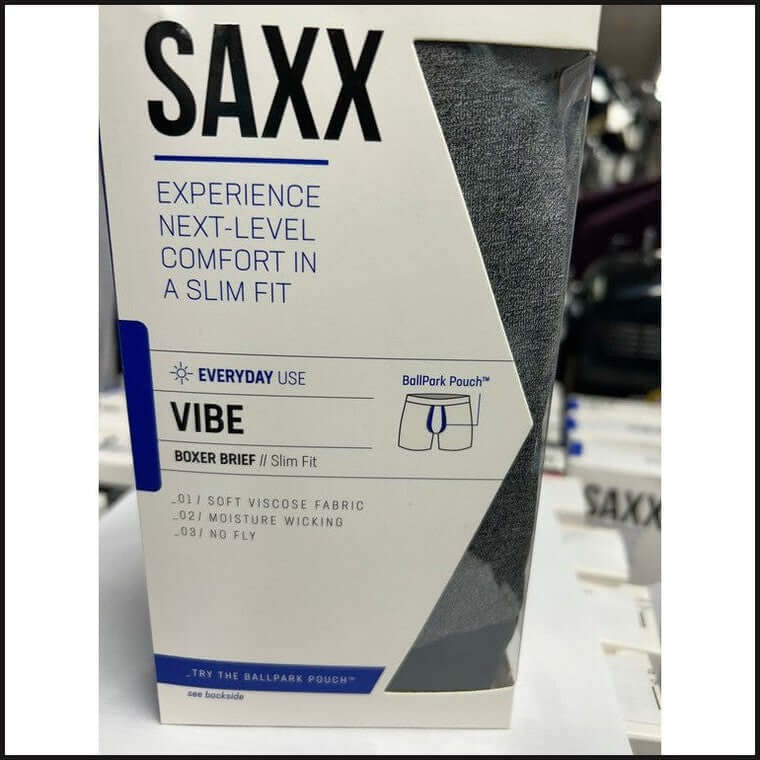 SAXX
EXPERIENCE
NEXT-LEVEL
COMFORT IN
A SLIM FIT
EVERYDAY USE
BallPark Pouch™
VIBE
BOXER BRIEF // Slim Fit
_01/ SOFT VISCOSE FABRIC
_02/ MOISTURE WICKING
_03/ NO FLY
_TRY THE BALLPARK POUCH™
see backside
SAXX